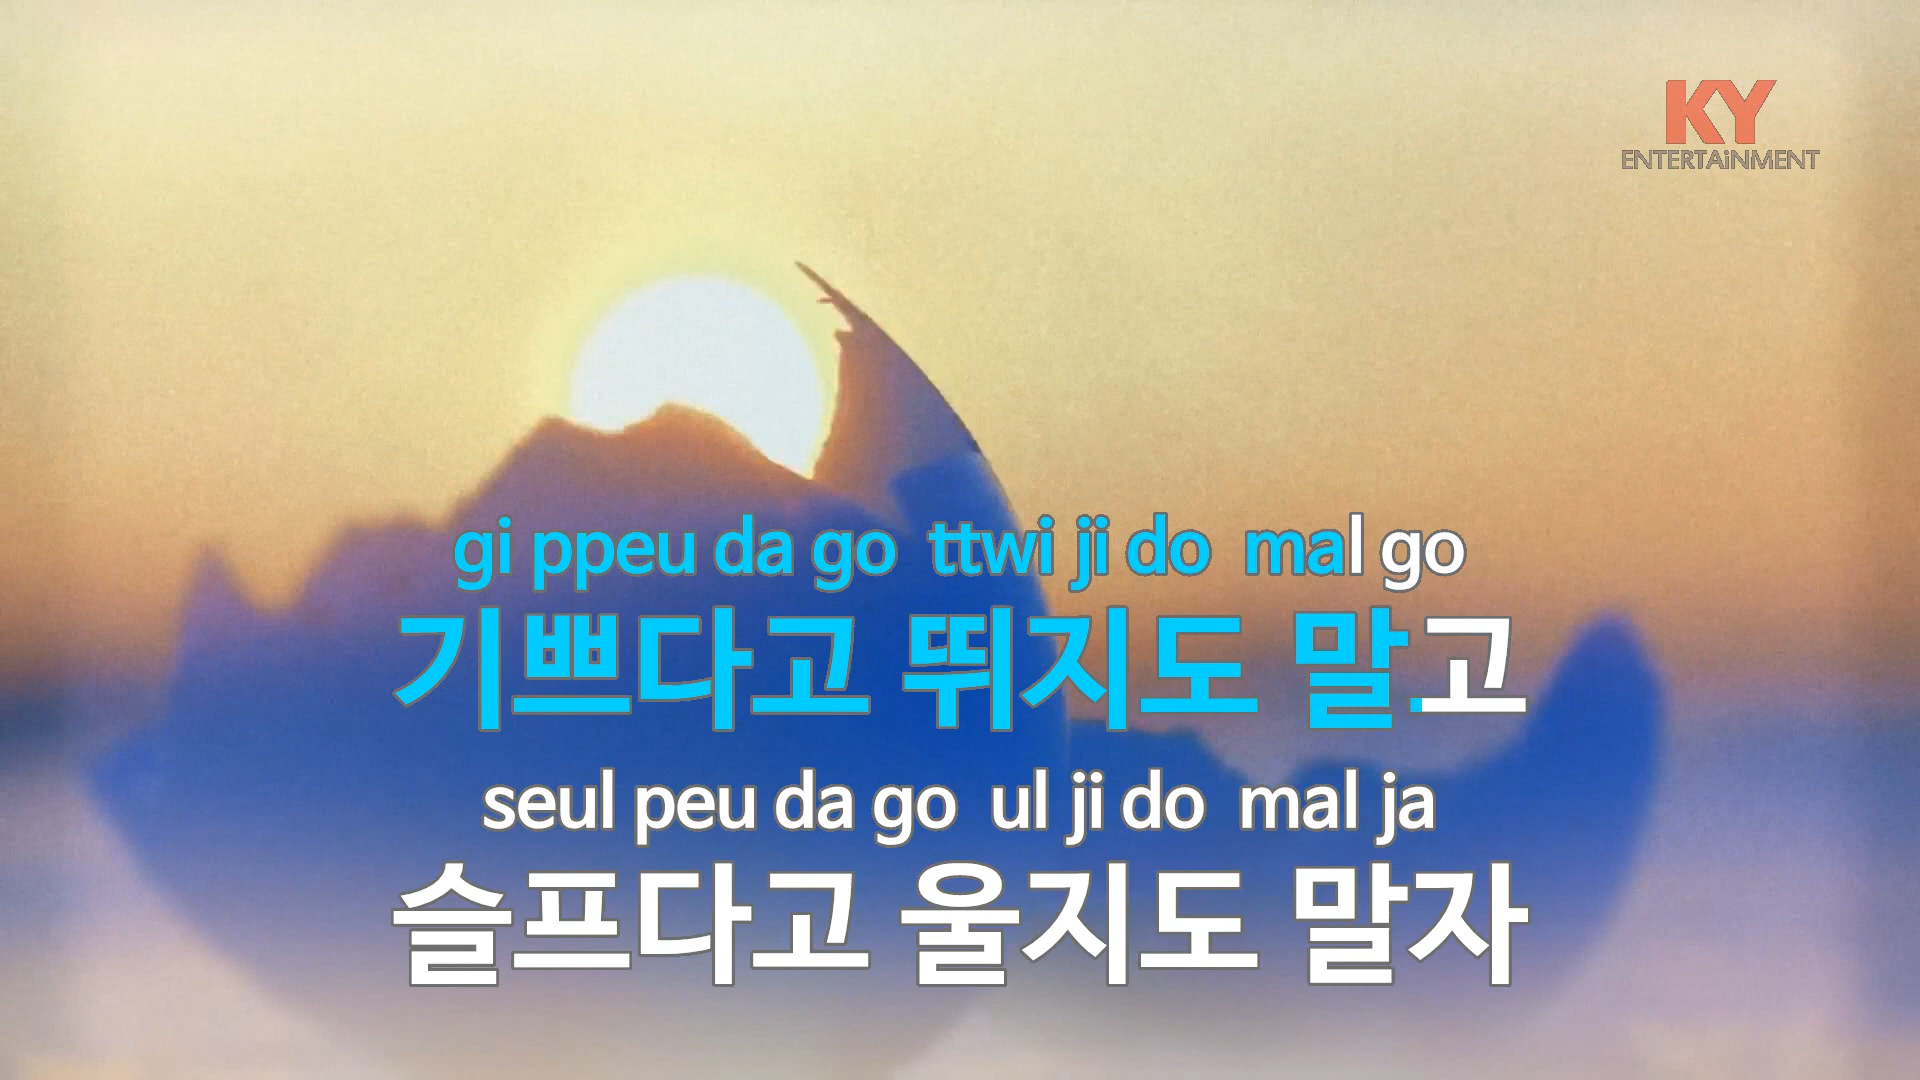 KY
ENTERTAiNMENT
gi ppeu da go ttwi ji do mal go
기쁘다고 뛰지도 말고
seul peu da go ul ji do mal ja
슬프다고 울지도 말자